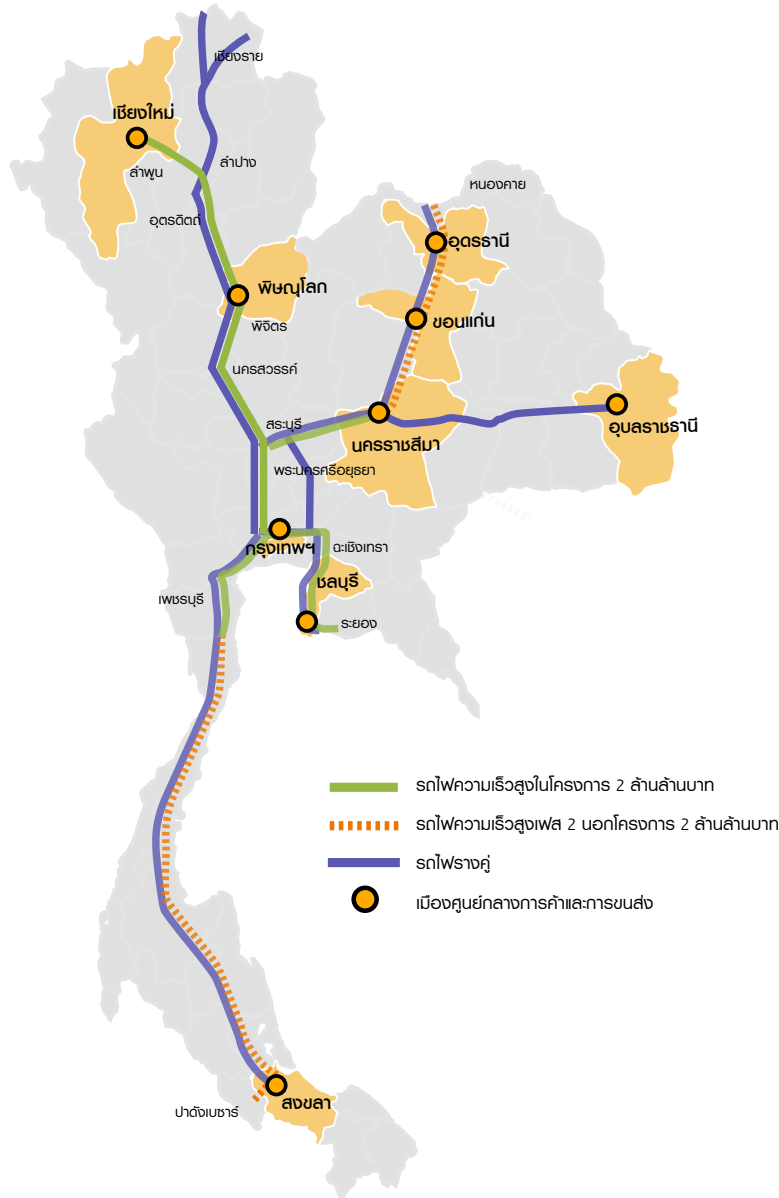 เชียงราย
เชียงใหม่
ลำปาง
ลำพูน
หนองคาย
อุตรดิตถ์
อุดรธานี
พิษณุโลก
ขอนแก่น
พิจิตร
นครสวรรค์
สระบุรี
อุบลราชธานี
นครราชสีมา
พระนครศรีอยุธยา
กรุงเทพฯ
ฉะเชิงเทรา
ชลบุรี
เพชรบุรี
ระยอง
รถไฟความเร็วสูงในโครงการ 2 ล้านล้านบาท
รถไฟความเร็วสูงเฟส 2 นอกโครงการ 2 ล้านล้านบาท
รถไฟรางคู่
เมืองศูนย์กลางการค้าและการขนส่ง
สงขลา
ปาดังเบซาร์